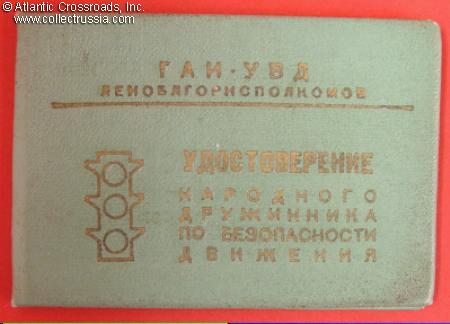 © Atlantic Crossroads, Inc.
www.collectrussia.com
ГАИ·УВД
ЛЕНОБЛГОРИСПОЛКОМОВ
УДОСТОВЕРЕНИЕ
НАРОДНОГО
ДРУЖИННИКА
ПО БЕЗОПАСНОСТИ
ДВИЖЕНИЯ